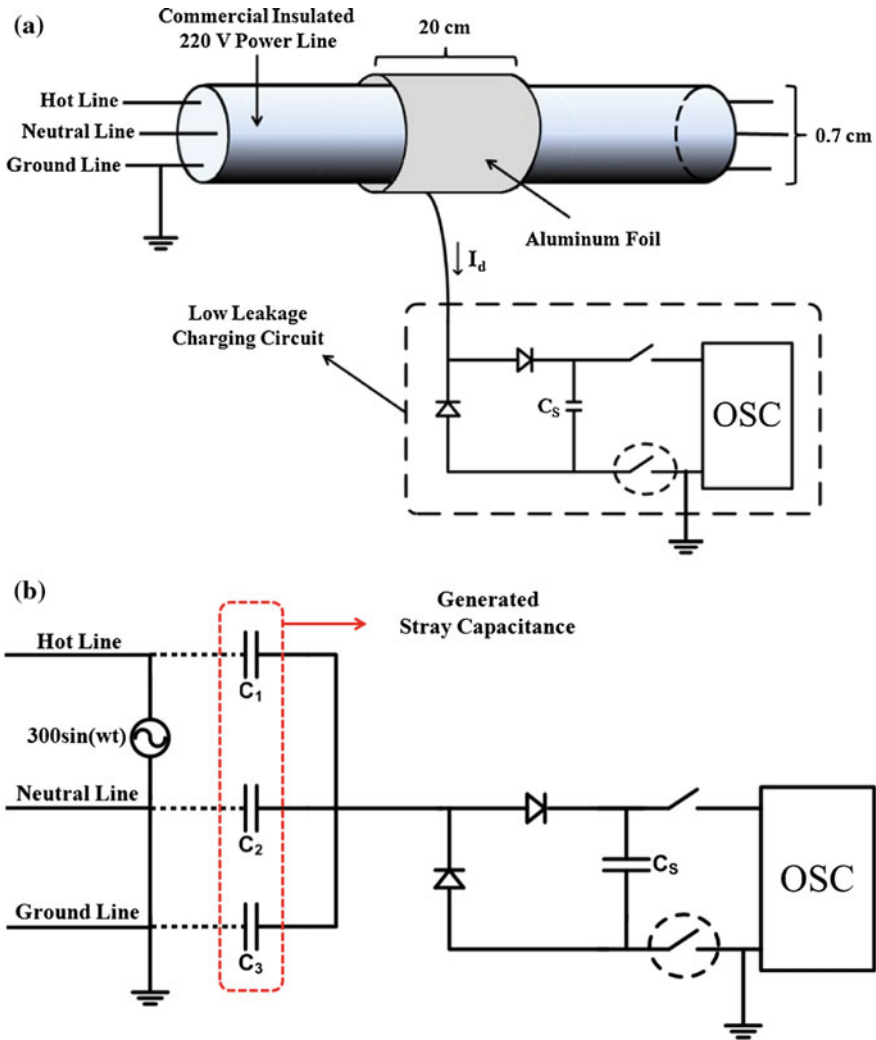 (a)
Commercial Insulated
220 V Power Line
20 cm
Hot Line
Neutral Line
Ground Line
0.7 cm
Aluminum Foil
I_d
Low Leakage
Charging Circuit
C_S
OSC
(b)
Generated
Stray Capacitance
Hot Line
C_1
300sin(wt)
Neutral Line
C_2
C_S
OSC
Ground Line
C_3